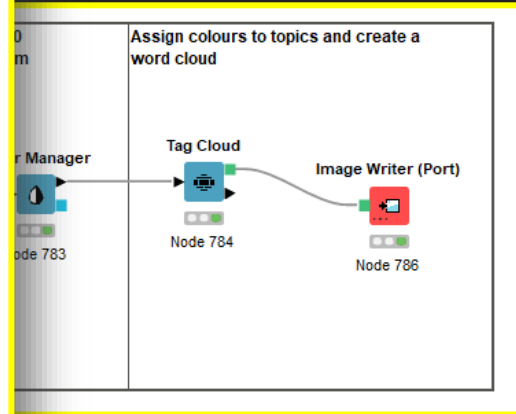 0
m
Assign colours to topics and create a
word cloud
r Manager
Tag Cloud
Image Writer (Port)
ode 783
Node 784
Node 786